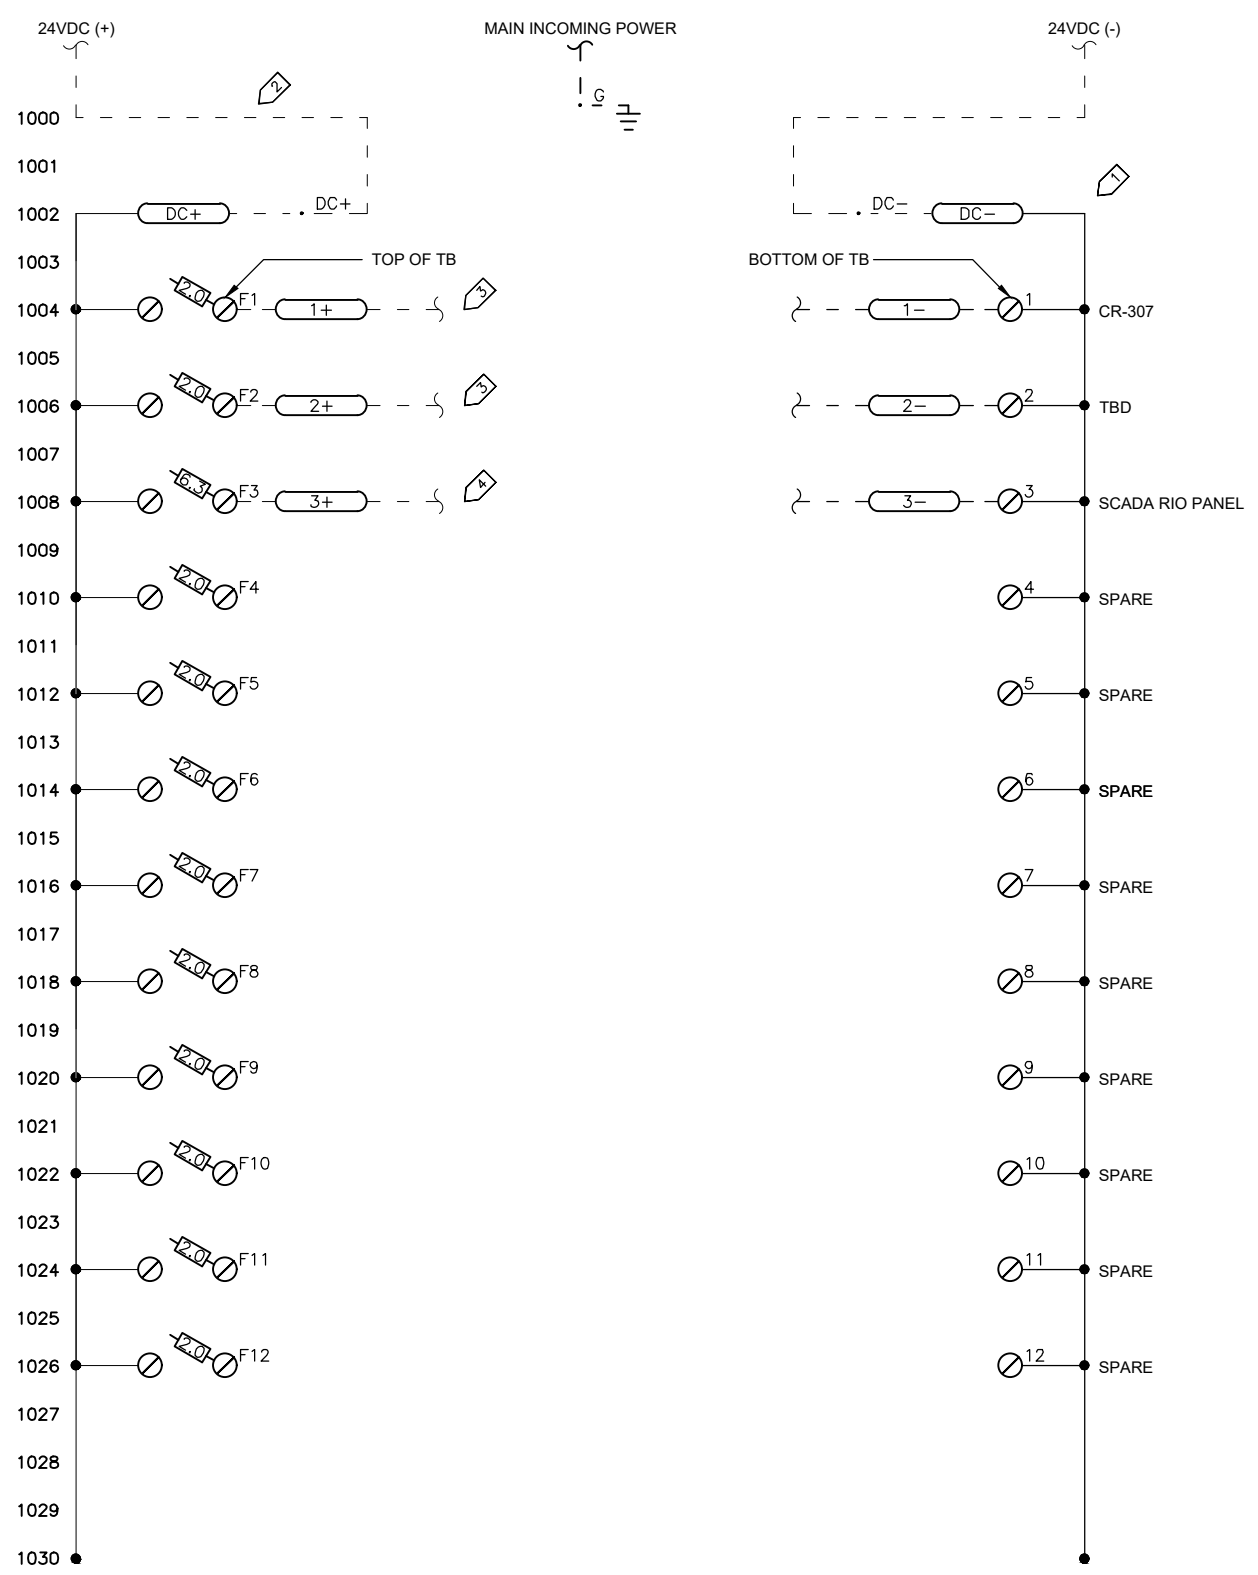 24VDC (+) MAIN INCOMING POWER 24VDC (-)
2
G
1000
1001 1
DC+ DC-
1002 DC+ DC-
1003 TOP OF TB BOTTOM OF TB
2.0 F1 3 1
1004 1+ 1- CR-307
1005
2.0 F2 3 2
1006 2+ 2- TBD
1007
6.3 F3 4 3
1008 3+ 3- SCADA RIO PANEL
1009
2.0 F4 4
1010 SPARE
1011
2.0 F5 5
1012 SPARE
1013
2.0 F6 6
1014 SPARE
1015
2.0 F7 7
1016 SPARE
1017
2.0 F8 8
1018 SPARE
1019
2.0 F9 9
1020 SPARE
1021
2.0 F10 10
1022 SPARE
1023
2.0 F11 11
1024 SPARE
1025
2.0 F12 12
1026 SPARE
1027
1028
1029
1030